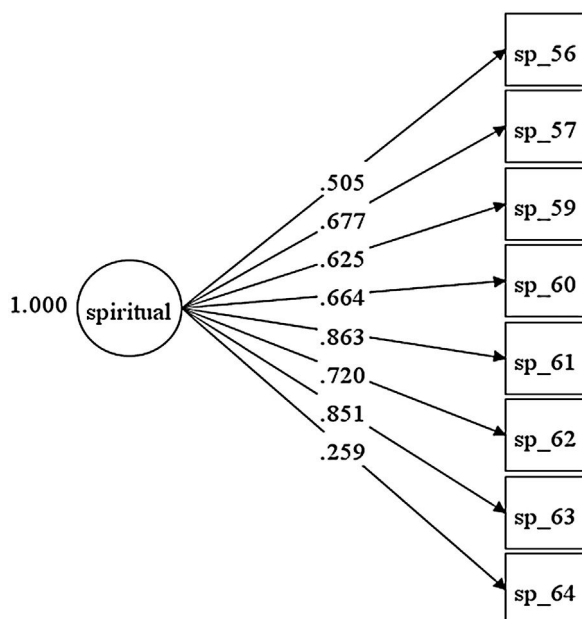 sp_56
sp_57
.505
.677
sp_59
.625
sp_60
.664
1.000
spiritual
.863
sp_61
.720
.851
sp_62
.259
sp_63
sp_64